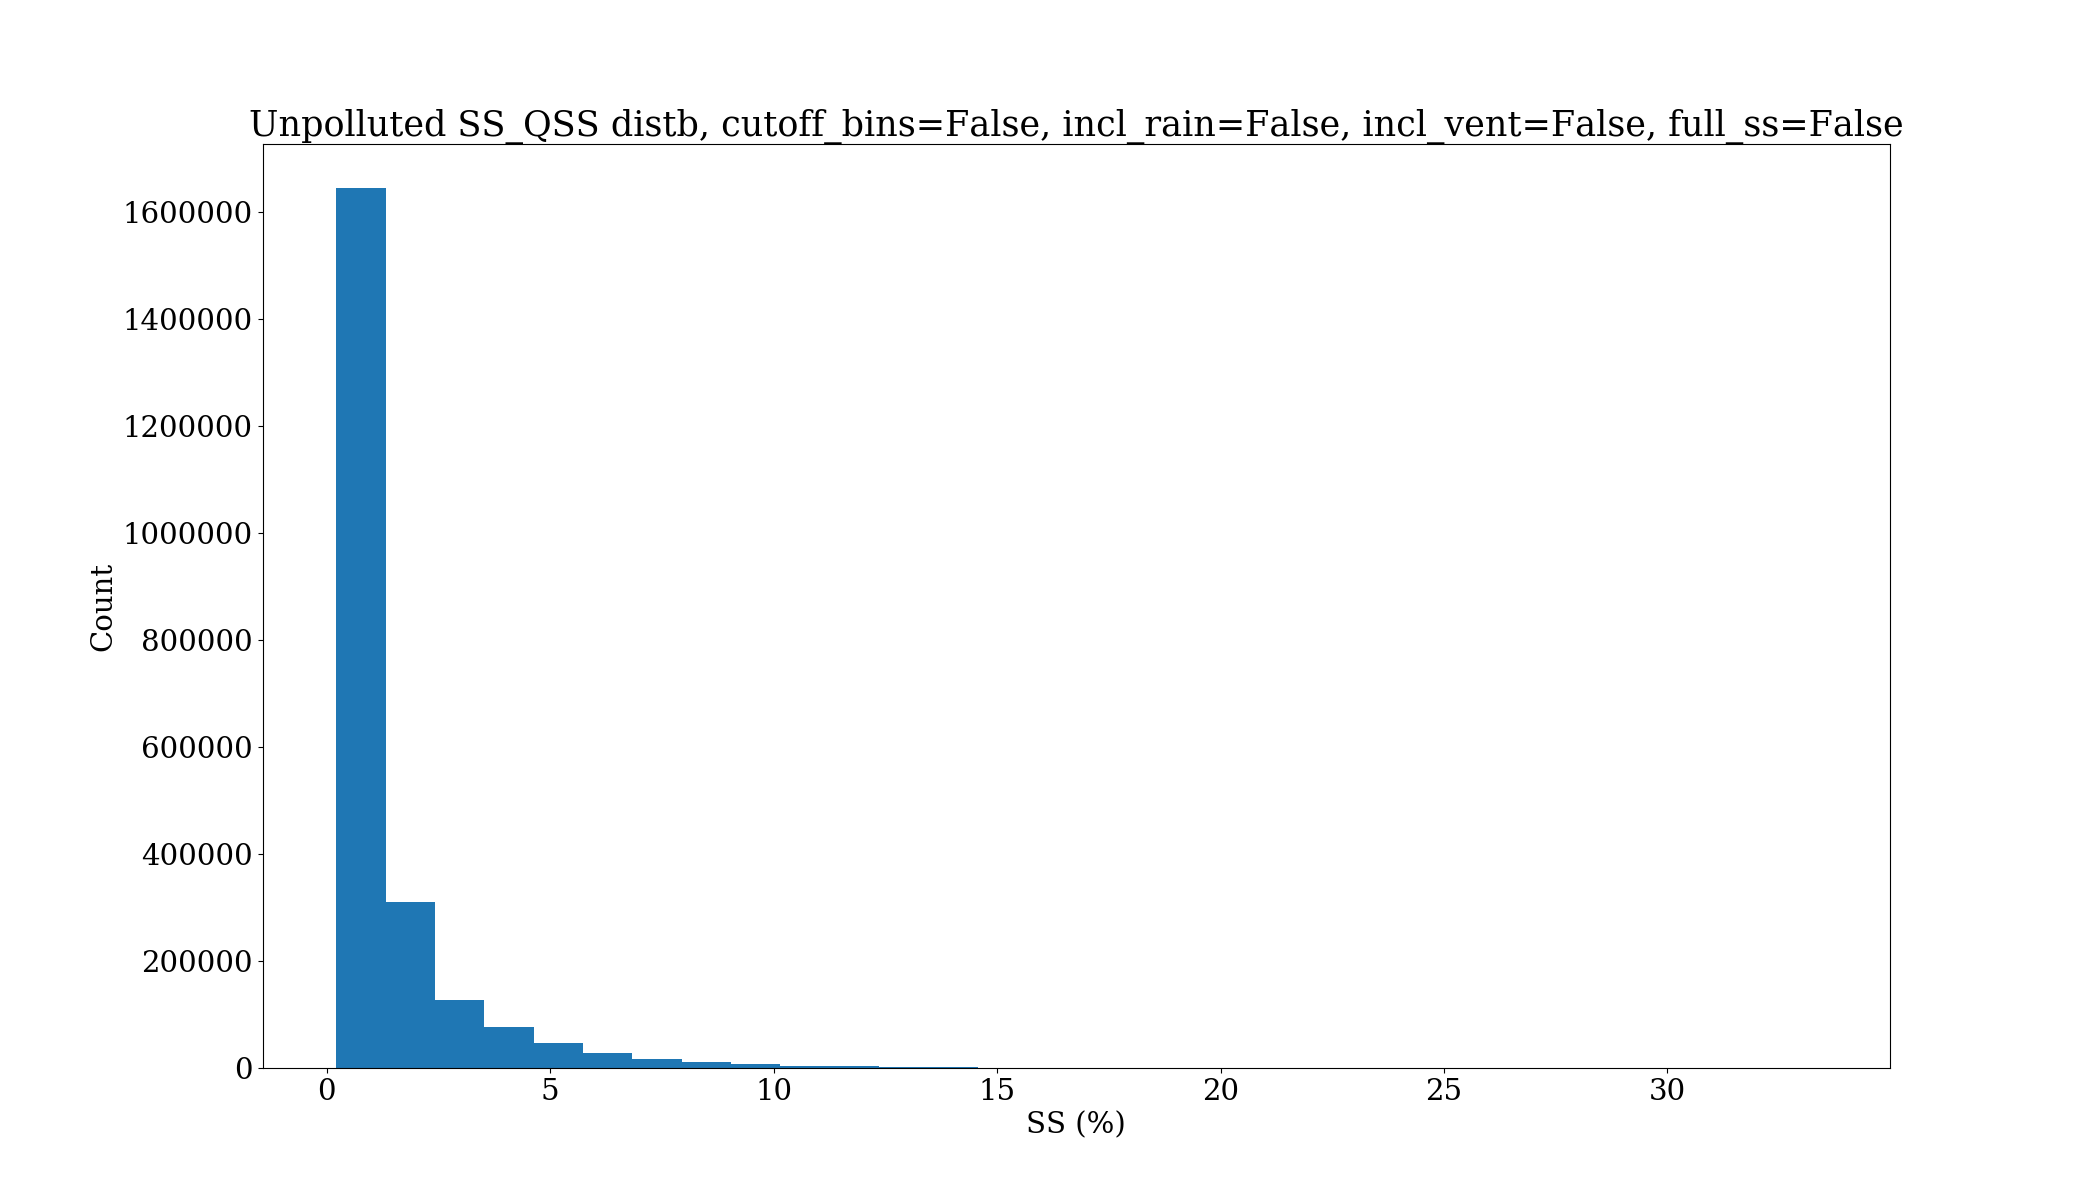 Unpolluted SS_QSS distb, cutoff_bins=False, incl_rain=False, incl_vent=False, full_ss=False
1600000
1400000
1200000
1000000
800000
600000
400000
200000
0
Count
0 5 10 15 20 25 30
SS (%)